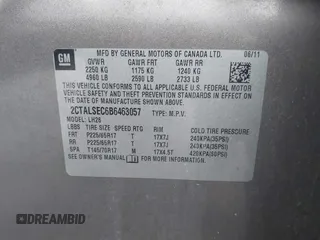 GM
MFD BY GENERAL MOTORS OF CANADA LTD. 06/11
GVWR GAWR FRT GAWR RR
2250 KG 1175 KG 1240 KG
4960 LB 2590 LB 2733 LB
THIS VEHICLE CONFORMS TO ALL APPLICABLE U.S. FEDERAL
MOTOR VEHICLE SAFETY, BUMPER, AND THEFT PREVENTION
STANDARDS IN EFFECT ON THE DATE OF MANUFACTURE SHOWN
ABOVE.
2CTALSEC6B6463057 TYPE: M.P.V.
MODEL: LH26
TIRE SIZE SPEED RTG RIM COLD TIRE PRESSURE
FRT P225/65R17 T 17X7J 240KPA(35PSI)
RR P225/65R17 T 17X7J 240KPA(35PSI)
SPA T145/70R17 M 17X4.5T 420KPA(60PSI)
SEE OWNER'S MANUAL FOR ADDITIONAL INFORMATION.
DEALRDRIVE